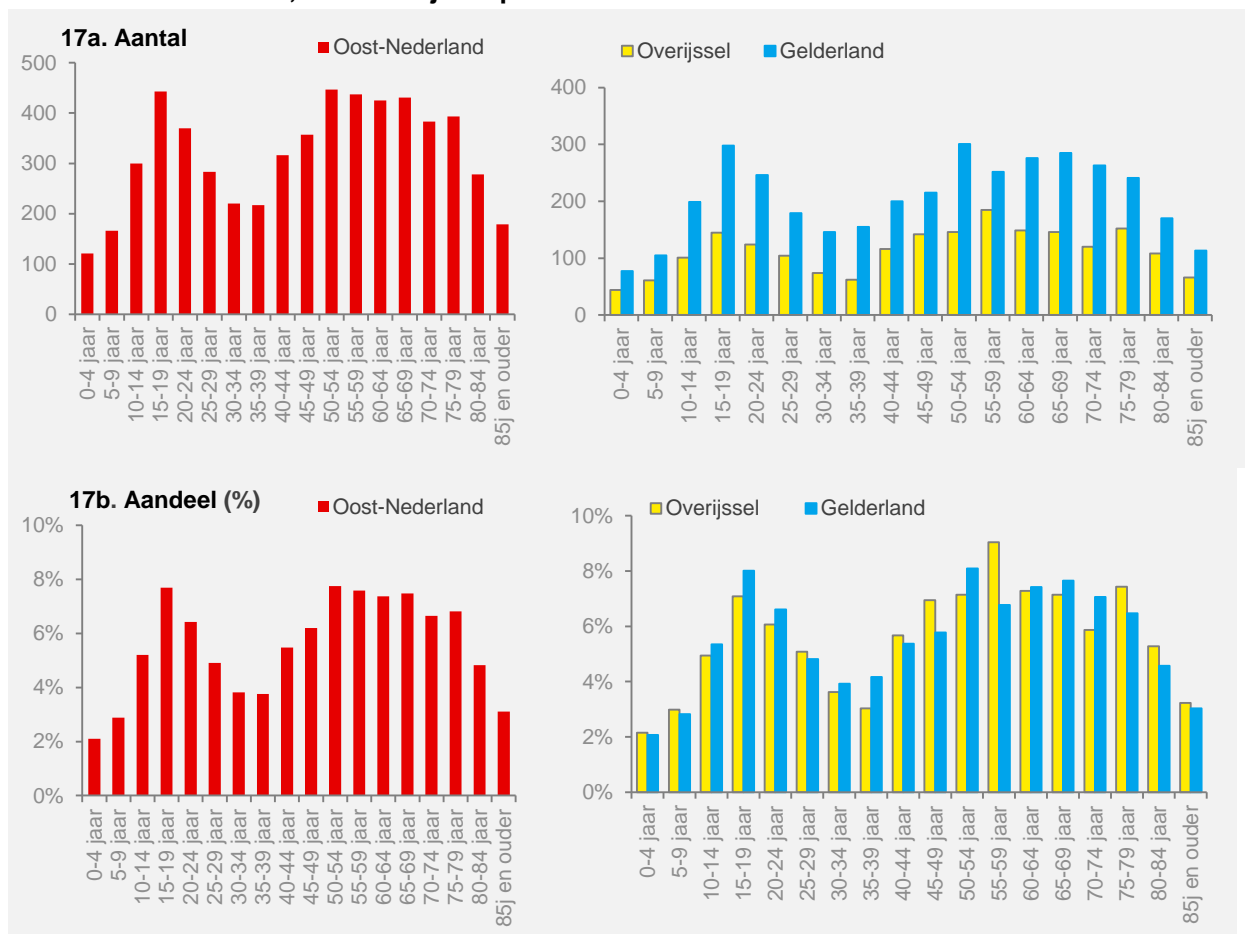 17a. Aantal
Oost-Nederland
500
400
300
200
100
0
0-4 jaar
5-9 jaar
10-14 jaar
15-19 jaar
20-24 jaar
25-29 jaar
30-34 jaar
35-39 jaar
40-44 jaar
45-49 jaar
50-54 jaar
55-59 jaar
60-64 jaar
65-69 jaar
70-74 jaar
75-79 jaar
80-84 jaar
85j en ouder
Overijssel Gelderland
400
300
200
100
0
0-4 jaar
5-9 jaar
10-14 jaar
15-19 jaar
20-24 jaar
25-29 jaar
30-34 jaar
35-39 jaar
40-44 jaar
45-49 jaar
50-54 jaar
55-59 jaar
60-64 jaar
65-69 jaar
70-74 jaar
75-79 jaar
80-84 jaar
85j en ouder
17b. Aandeel (%)
Oost-Nederland
10%
8%
6%
4%
2%
0%
0-4 jaar
5-9 jaar
10-14 jaar
15-19 jaar
20-24 jaar
25-29 jaar
30-34 jaar
35-39 jaar
40-44 jaar
45-49 jaar
50-54 jaar
55-59 jaar
60-64 jaar
65-69 jaar
70-74 jaar
75-79 jaar
80-84 jaar
85j en ouder
Overijssel Gelderland
10%
8%
6%
4%
2%
0%
0-4 jaar
5-9 jaar
10-14 jaar
15-19 jaar
20-24 jaar
25-29 jaar
30-34 jaar
35-39 jaar
40-44 jaar
45-49 jaar
50-54 jaar
55-59 jaar
60-64 jaar
65-69 jaar
70-74 jaar
75-79 jaar
80-84 jaar
85j en ouder